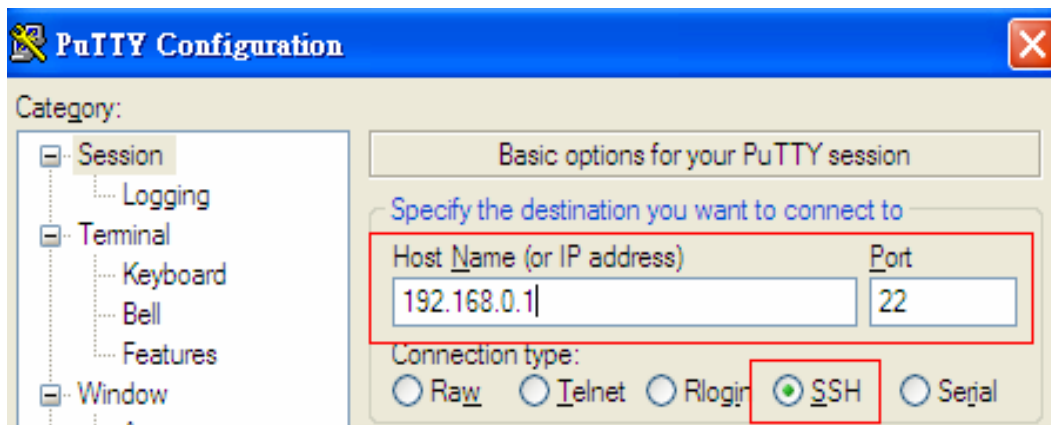 PuTTY Configuration
Category:
Session
Logging
Terminal
Keyboard
Bell
Features
Window
Basic options for your PuTTY session
Specify the destination you want to connect to
Host Name (or IP address) Port
192.168.0.1 22
Connection type:
Raw Telnet Rlogin SSH Serial